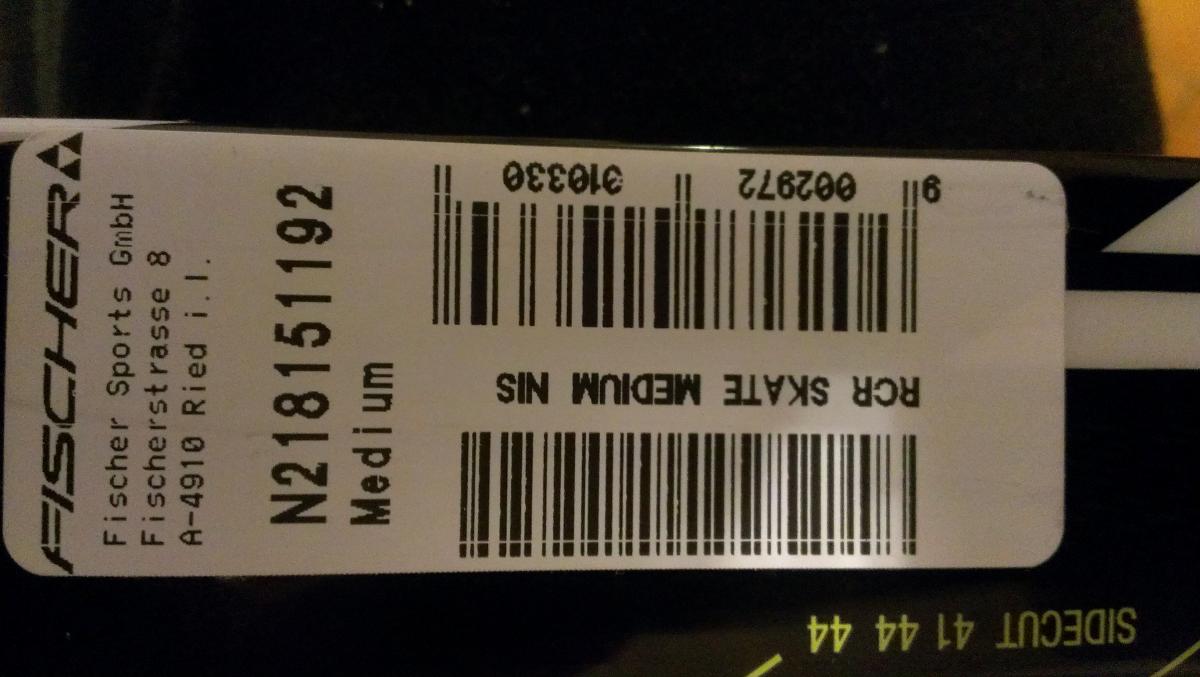 FISCHER
Fischer Sports GmbH
Fischerstrasse 8
A-4910 Ried i.I.
N218151192
Medium
9 002972 010330
RCR SKATE MEDIUM NIS
SIDECUT 41 44 44